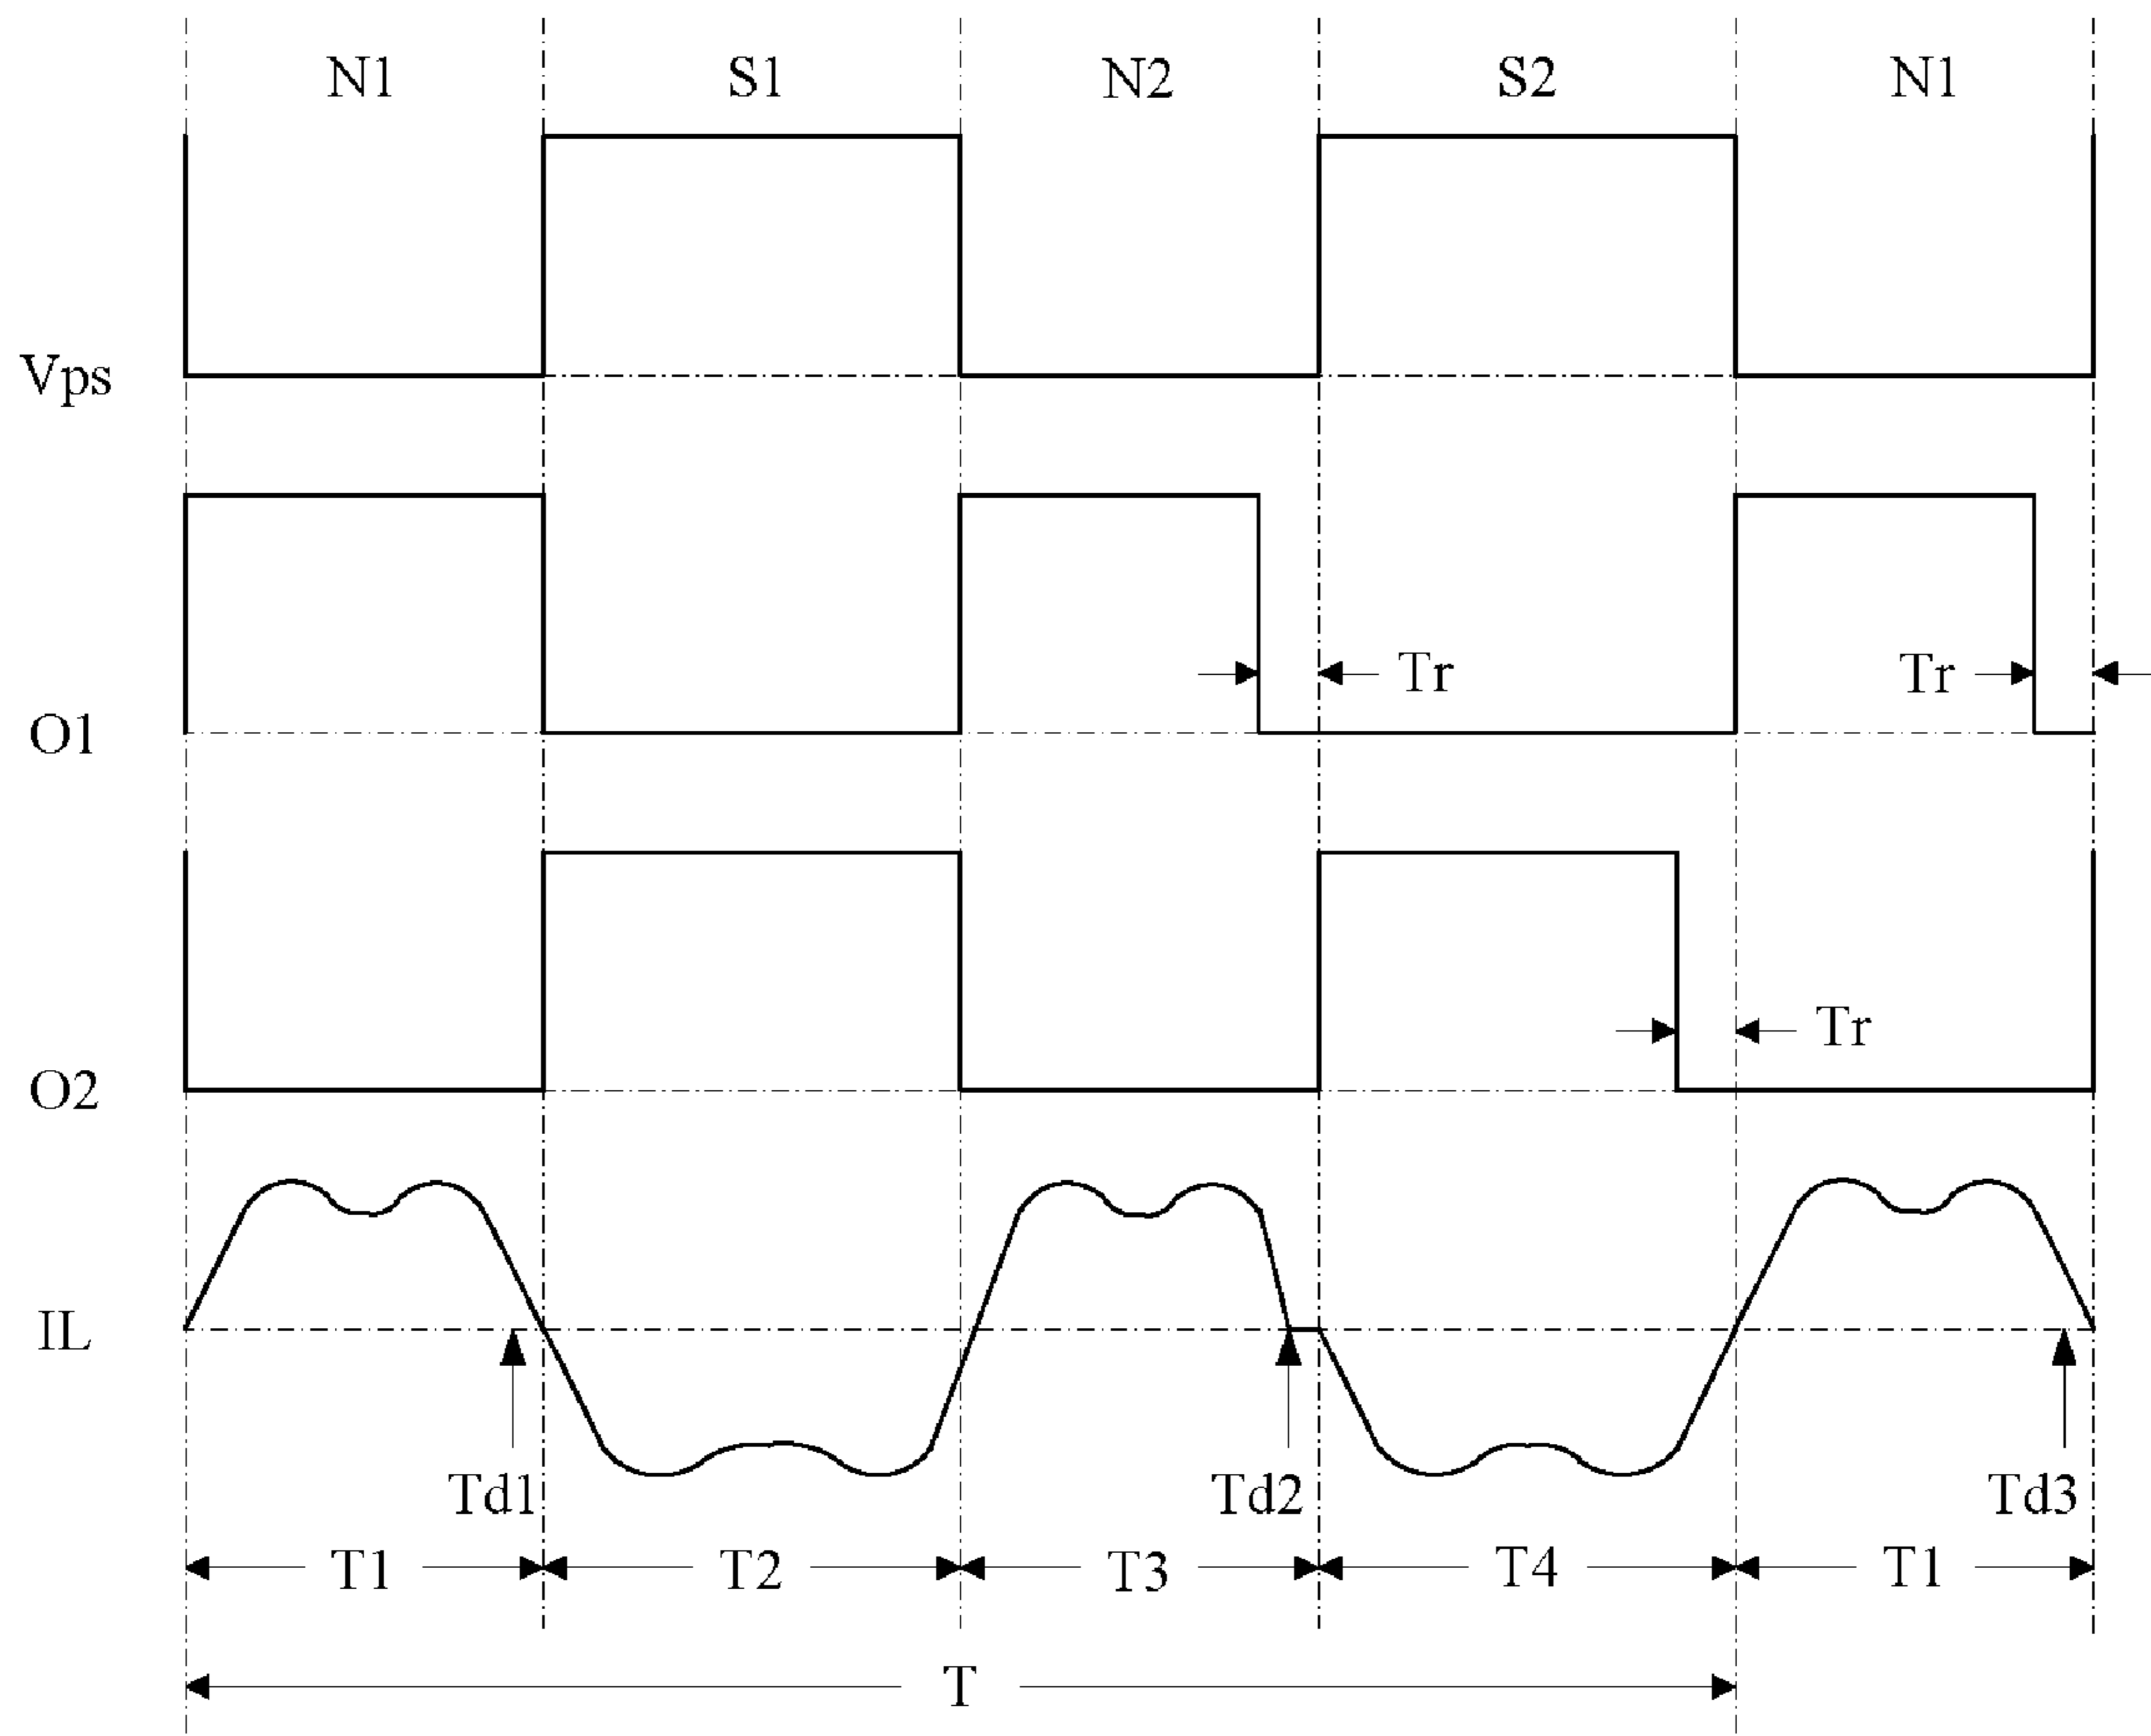 N1 S1 N2 S2 N1
Vps
Tr Tr
O1
Tr
O2
IL
Td1 Td2 Td3
T1 T2 T3 T4 T1
T